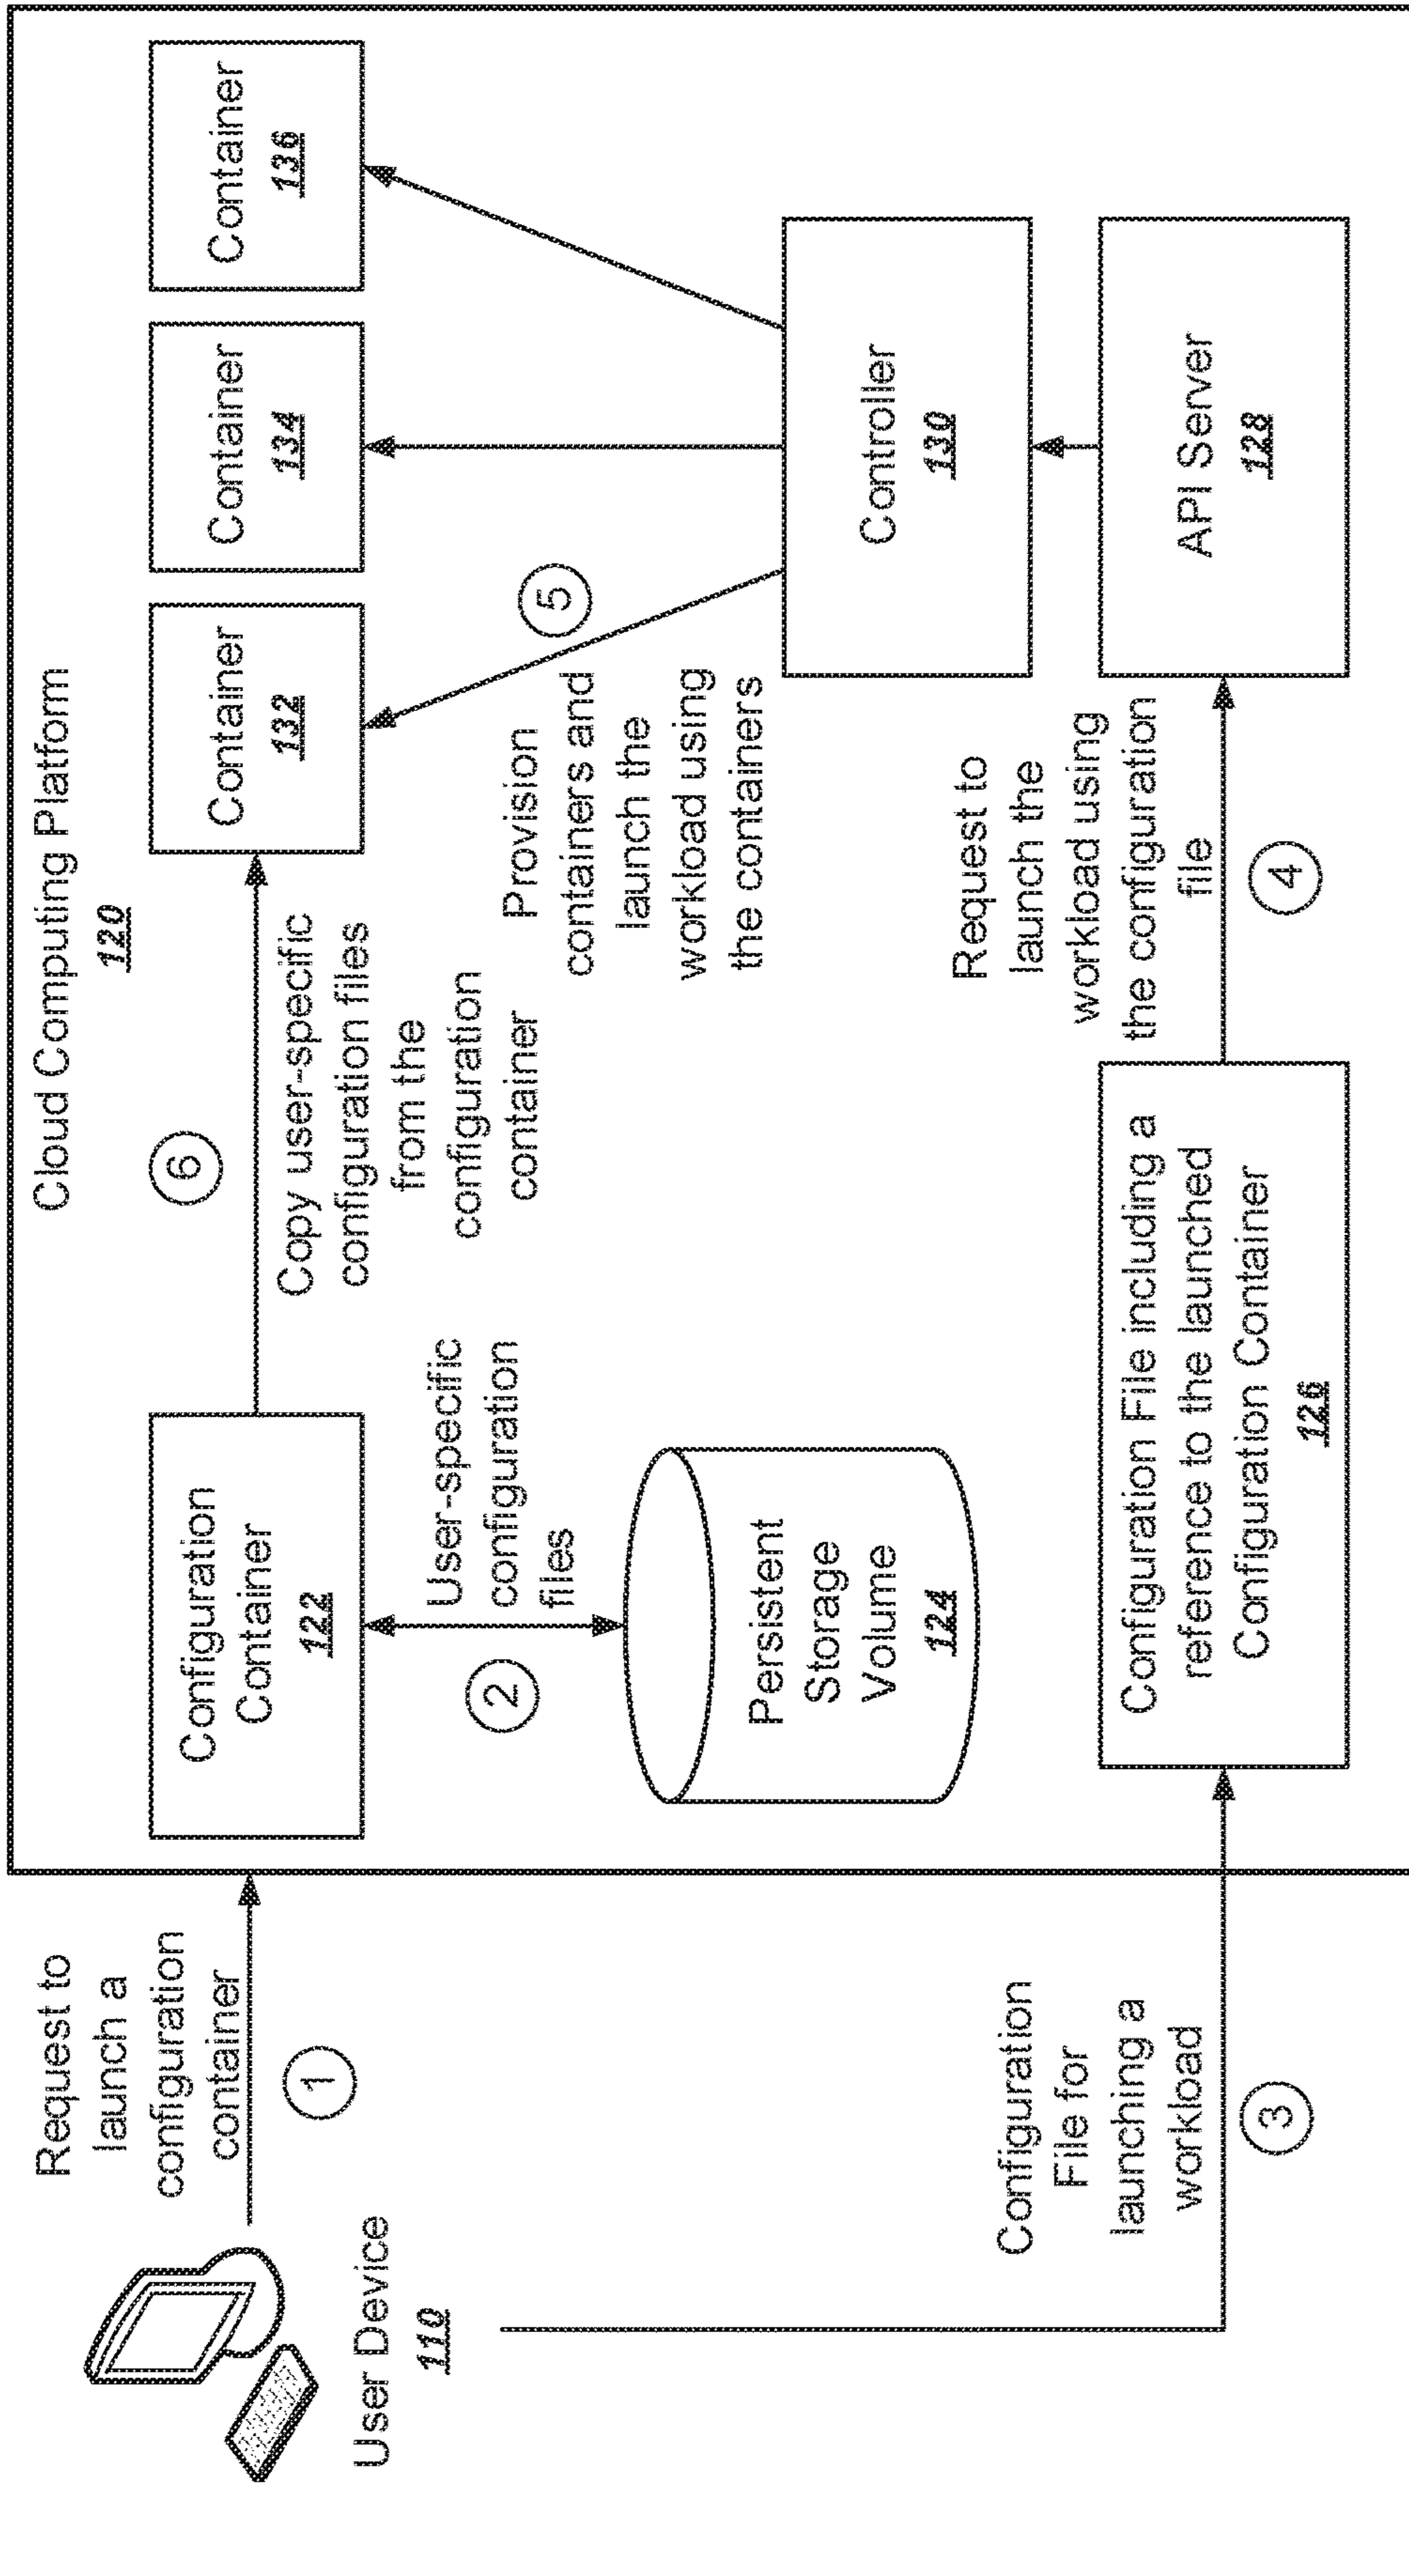 Request to
launch a
configuration
container
1
User Device
110
Configuration
File for
launching a
workload
3
Cloud Computing Platform
120
Configuration
Container
122
2
User-specific
configuration
files
Persistent
Storage
Volume
124
6
Copy user-specific
configuration files
from the
configuration
container
Configuration File including a
reference to the launched
Configuration Container
126
Request to
launch the
workload using
the configuration
file
4
API Server
128
Controller
130
5
Provision
containers and
launch the
workload using
the containers
Container
132
Container
134
Container
136